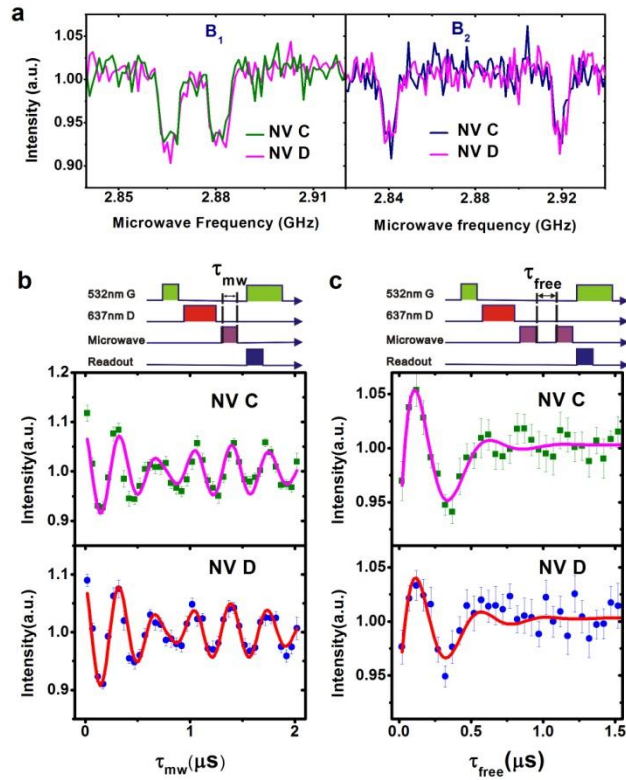 a
B1
B2
Intensity (a.u.)
1.05
1.00
0.95
0.90
NV C
NV D
NV C
NV D
2.85 2.88 2.91 2.84 2.88 2.92
Microwave Frequency (GHz) Microwave frequency (GHz)
b
τmw
532nm G
637nm D
Microwave
Readout
c
τfree
532nm G
637nm D
Microwave
Readout
1.2
1.1
1.0
0.9
Intensity(a.u.)
NV C
1.05
1.00
0.95
Intensity(a.u.)
NV C
1.1
1.0
0.9
Intensity(a.u.)
NV D
0 1 2
τmw(μs)
1.05
1.00
0.95
Intensity(a.u.)
NV D
0.0 0.5 1.0 1.5
τfree(μs)